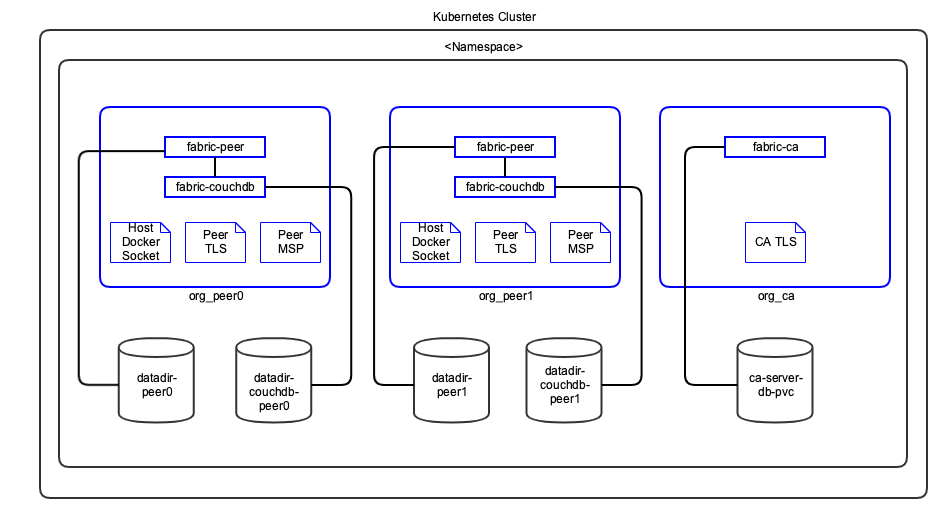 Kubernetes Cluster
<Namespace>
fabric-peer
fabric-couchdb
Host
Docker
Socket
Peer
TLS
Peer
MSP
org_peer0
fabric-peer
fabric-couchdb
Host
Docker
Socket
Peer
TLS
Peer
MSP
org_peer1
fabric-ca
CA TLS
org_ca
datadir-
peer0
datadir-
couchdb-
peer0
datadir-
peer1
datadir-
couchdb-
peer1
ca-server-
db-pvc